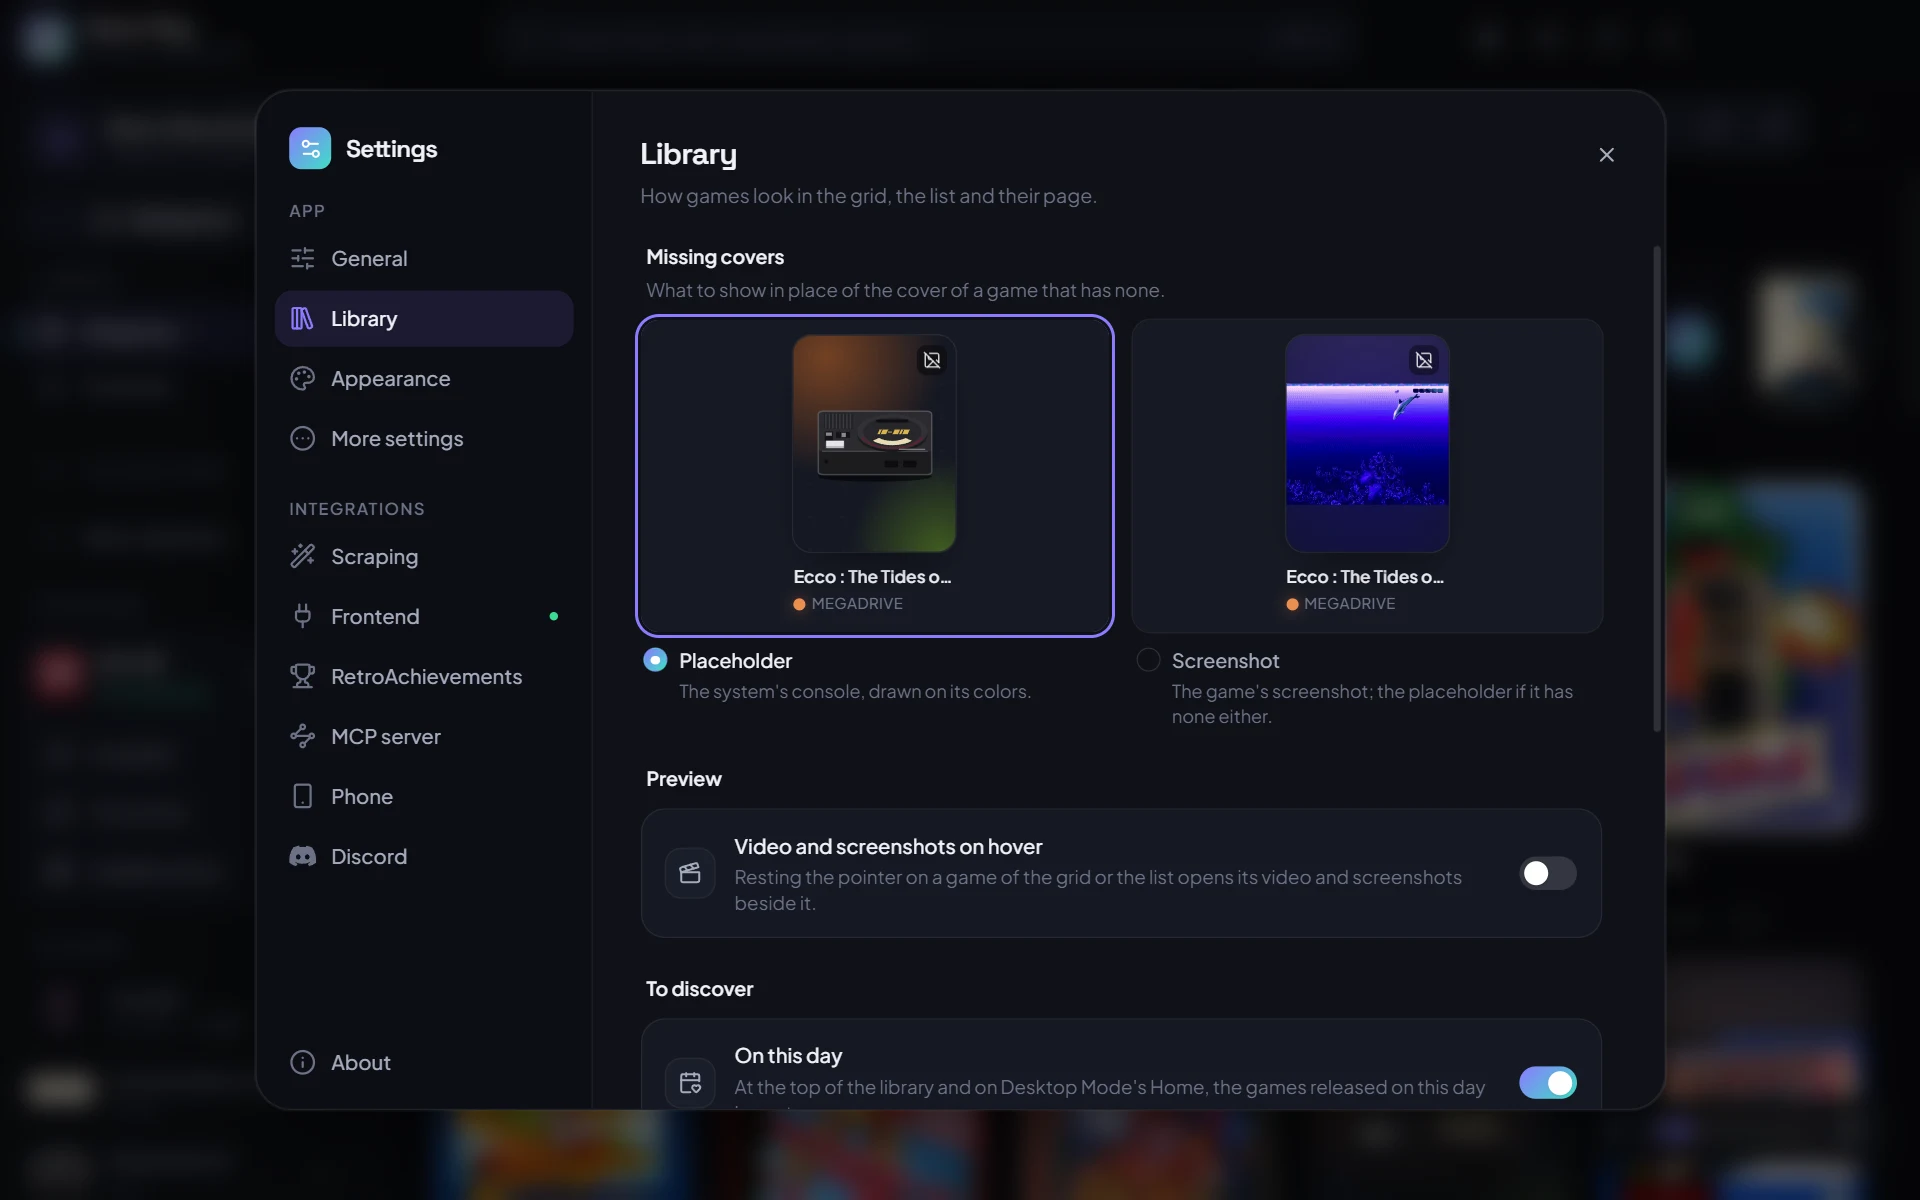 Settings
APP
General
Library
Appearance
More settings
INTEGRATIONS
Scraping
Frontend
RetroAchievements
MCP server
Phone
Discord
About
Library
How games look in the grid, the list and their page.
Missing covers
What to show in place of the cover of a game that has none.
Ecco : The Tides o...
MEGADRIVE
Ecco : The Tides o...
MEGADRIVE
Placeholder
The system's console, drawn on its colors.
Screenshot
The game's screenshot; the placeholder if it has
none either.
Preview
Video and screenshots on hover
Resting the pointer on a game of the grid or the list opens its video and screenshots
beside it.
To discover
On this day
At the top of the library and on Desktop Mode's Home, the games released on this day